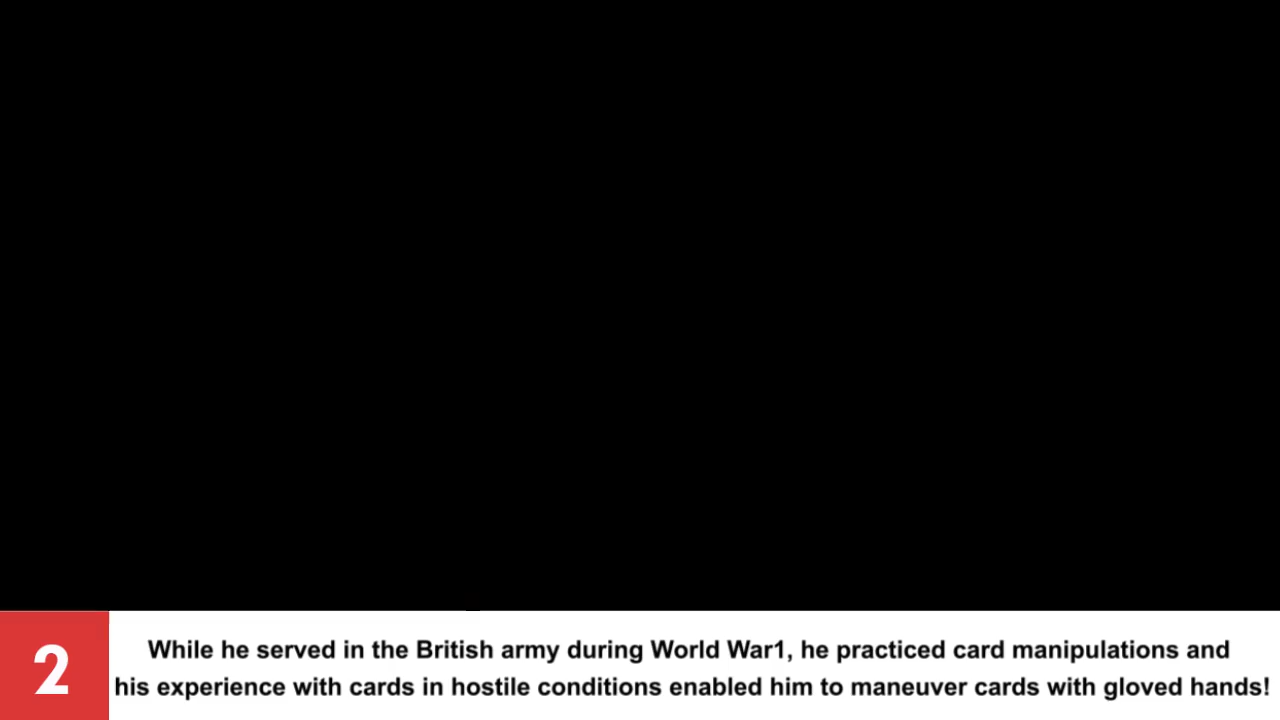 2
While he served in the British army during World War1, he practiced card manipulations and
his experience with cards in hostile conditions enabled him to maneuver cards with gloved hands!